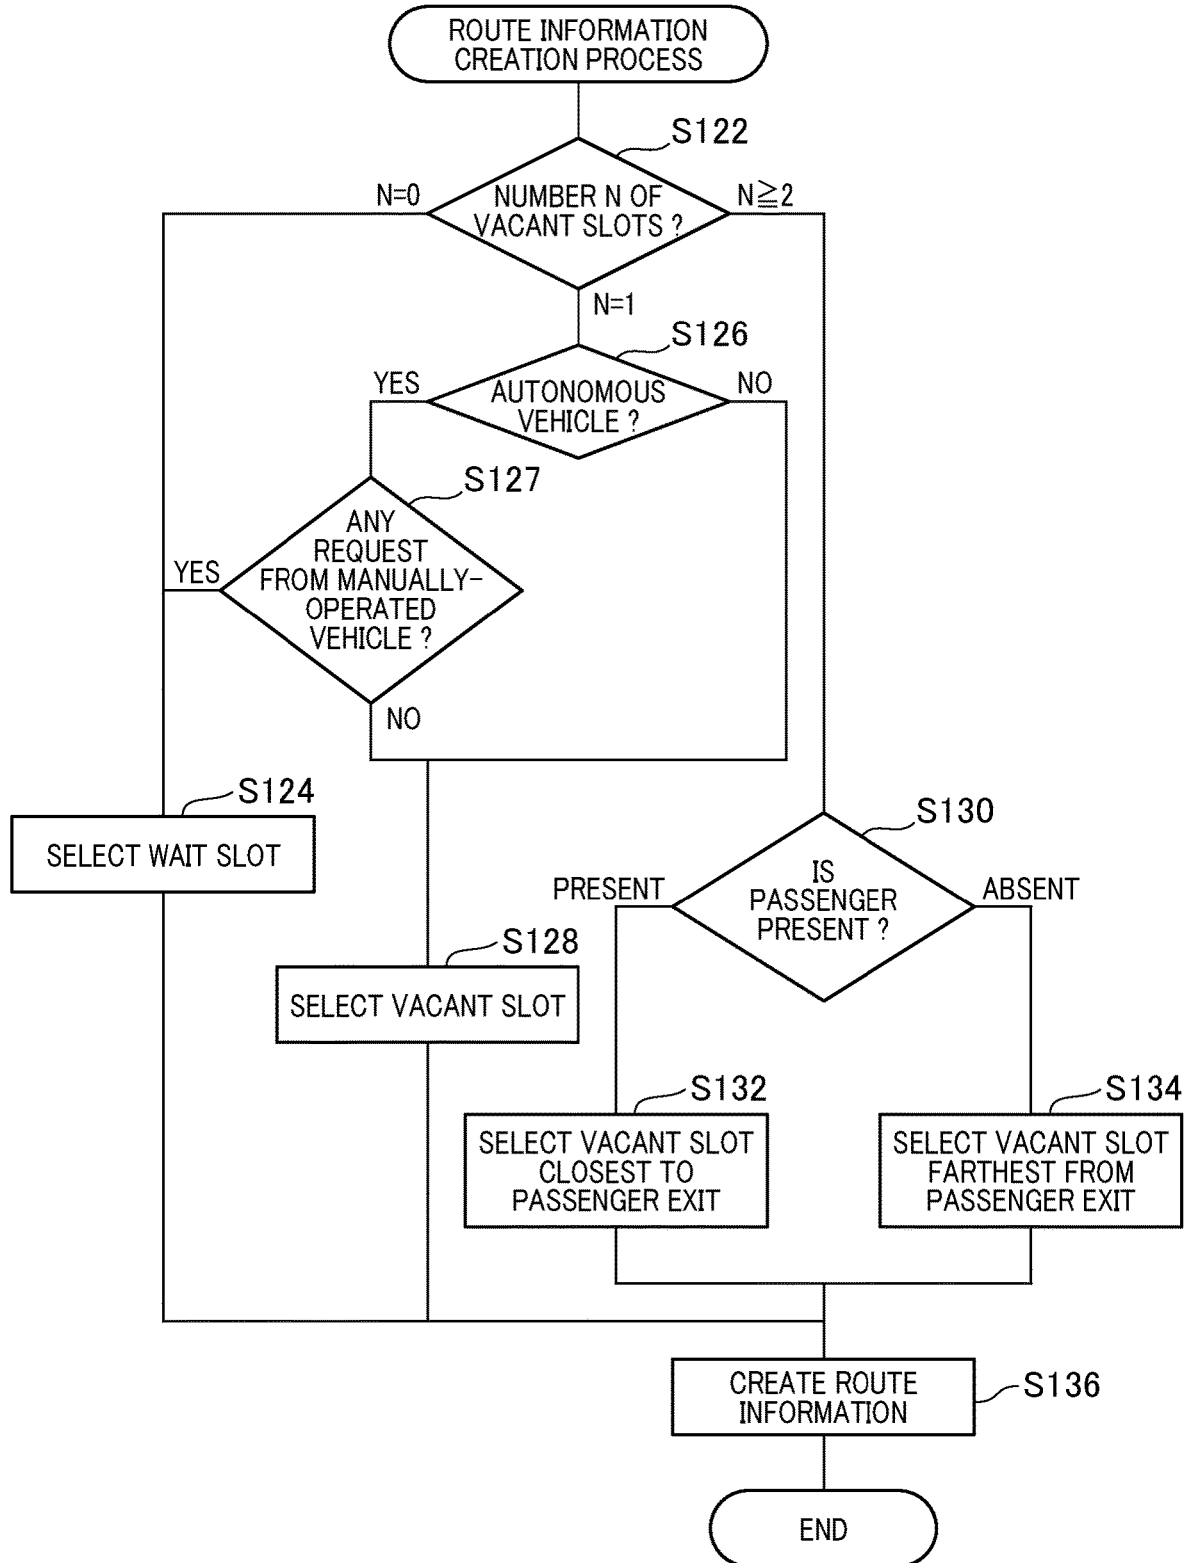 ROUTE INFORMATION
CREATION PROCESS
S122
N=0
NUMBER N OF
VACANT SLOTS ?
N≧2
N=1
S126
YES
AUTONOMOUS
VEHICLE ?
NO
S127
ANY
REQUEST
FROM MANUALLY-
OPERATED
VEHICLE ?
YES
NO
S124
SELECT WAIT SLOT
S130
IS
PASSENGER
PRESENT ?
PRESENT
ABSENT
S128
SELECT VACANT SLOT
S132
SELECT VACANT SLOT
CLOSEST TO
PASSENGER EXIT
S134
SELECT VACANT SLOT
FARTHEST FROM
PASSENGER EXIT
CREATE ROUTE
INFORMATION
S136
END